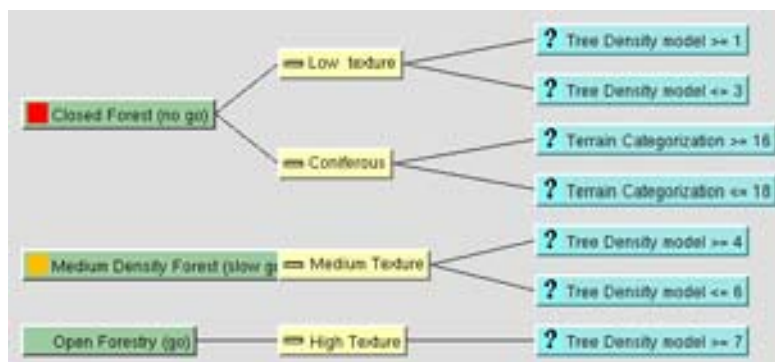 ? Tree Density model >= 1
Low texture
? Tree Density model <= 3
Closed Forest (no go)
? Terrain Categorization >= 16
Coniferous
? Terrain Categorization <= 18
? Tree Density model >= 4
Medium Density Forest (slow g
Medium Texture
? Tree Density model <= 6
Open Forestry (go)
High Texture
? Tree Density model >= 7